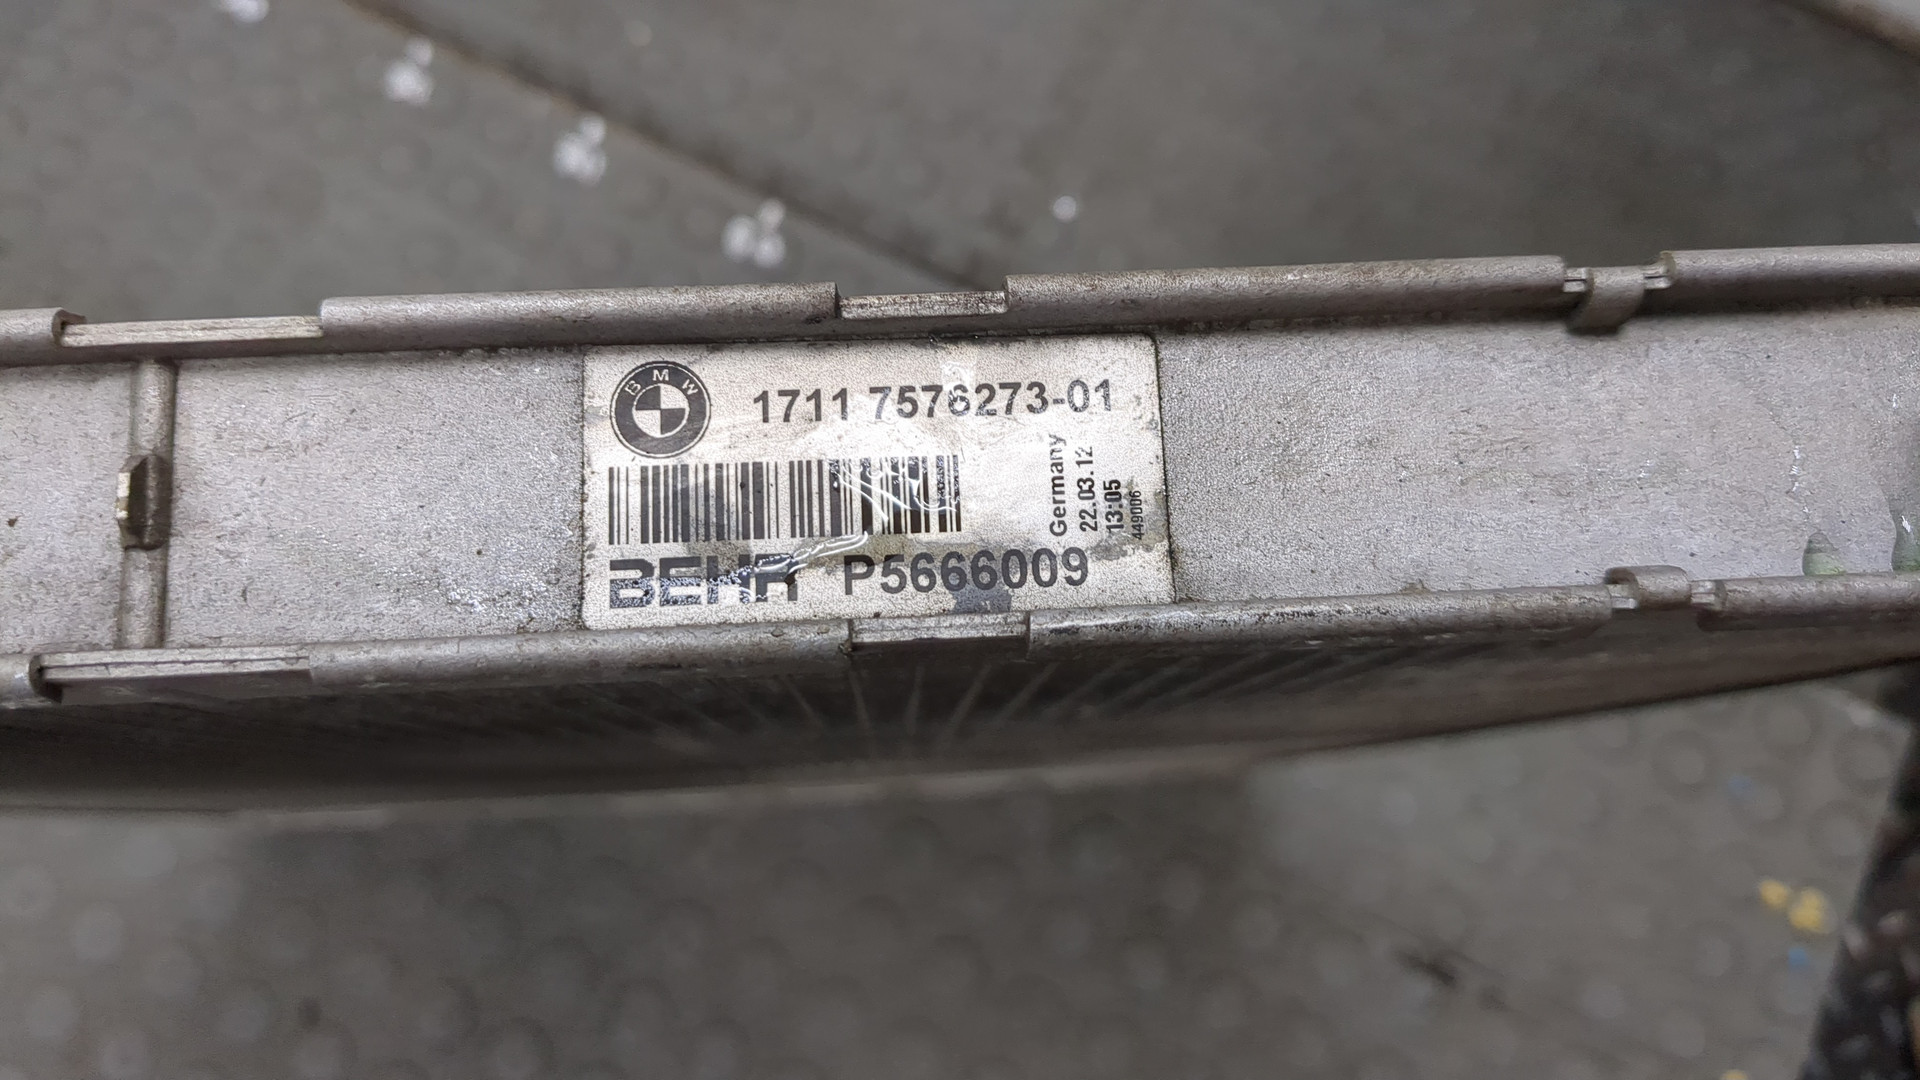 BMW
1711 7576273-01
Germany
22.03.12
13:05
449006
BEHR P5666009